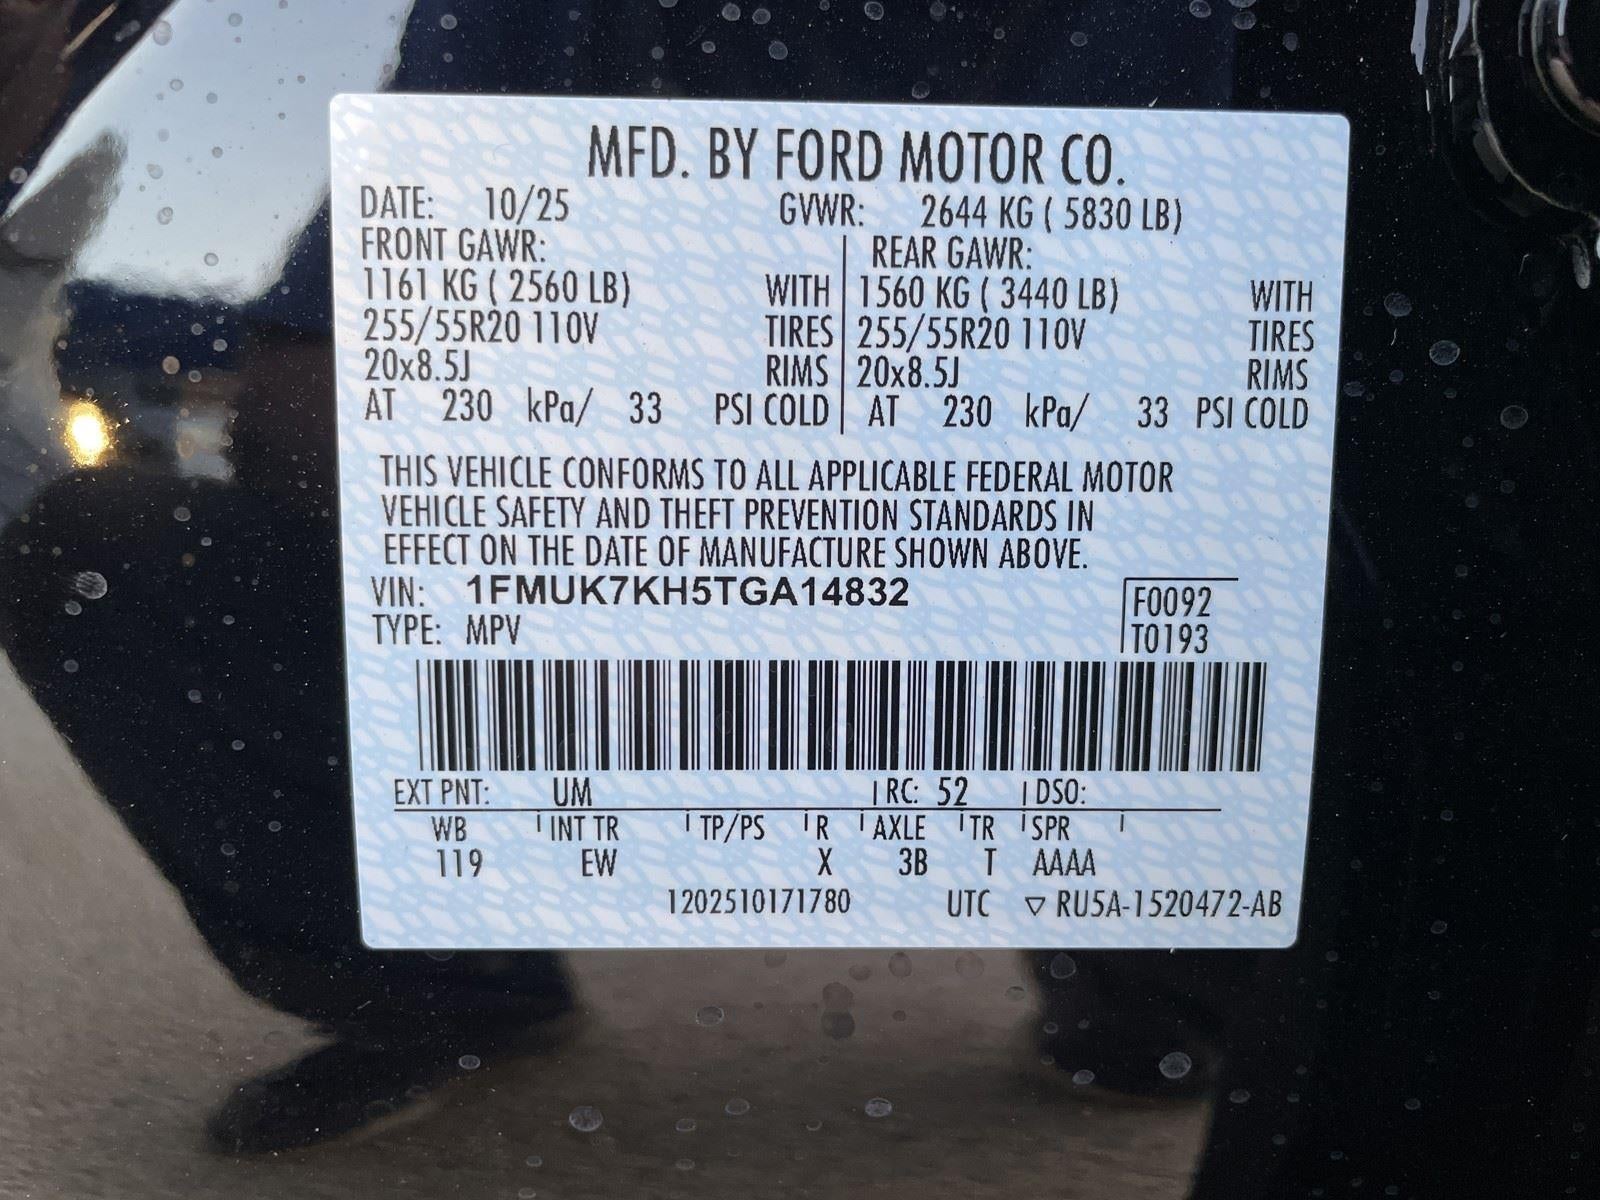 MFD. BY FORD MOTOR CO.
DATE: 10/25 GVWR: 2644 KG ( 5830 LB)
FRONT GAWR: REAR GAWR:
1161 KG ( 2560 LB) WITH 1560 KG ( 3440 LB) WITH
255/55R20 110V TIRES 255/55R20 110V TIRES
20x8.5J RIMS 20x8.5J RIMS
AT 230 kPa/ 33 PSI COLD AT 230 kPa/ 33 PSI COLD
THIS VEHICLE CONFORMS TO ALL APPLICABLE FEDERAL MOTOR
VEHICLE SAFETY AND THEFT PREVENTION STANDARDS IN
EFFECT ON THE DATE OF MANUFACTURE SHOWN ABOVE.
VIN: 1FMUK7KH5TGA14832 F0092
TYPE: MPV T0193
EXT PNT: UM RC: 52 DSO:
WB INT TR TP/PS R AXLE TR SPR
119 EW X 3B T AAAA
1202510171780 UTC ▽ RU5A-1520472-AB